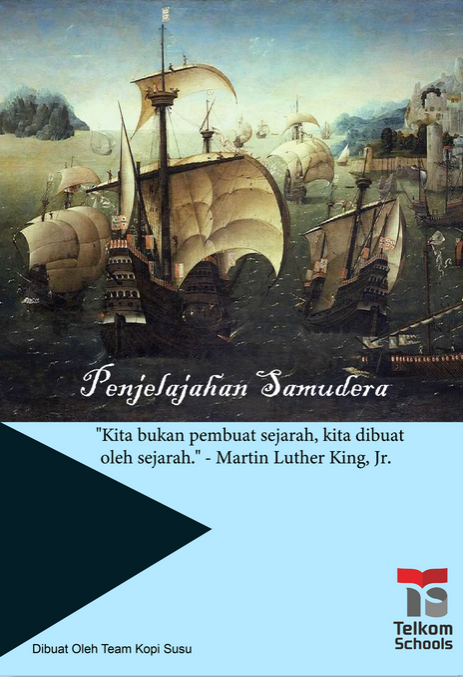 Penjelajahan Samudera
"Kita bukan pembuat sejarah, kita dibuat
oleh sejarah." - Martin Luther King, Jr.
Telkom
Schools
Dibuat Oleh Team Kopi Susu